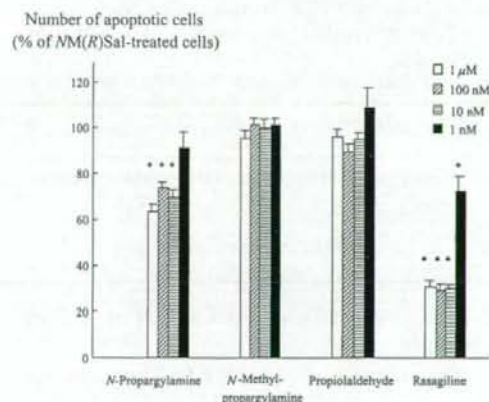 Number of apoptotic cells
(% of NM(R)Sal-treated cells)
1 μM
100 nM
10 nM
1 nM
120
100
80
60
40
20
0
* * *
* * *
*
N-Propargylamine
N-Methyl-
propargylamine
Propiolaldehyde
Rasagiline